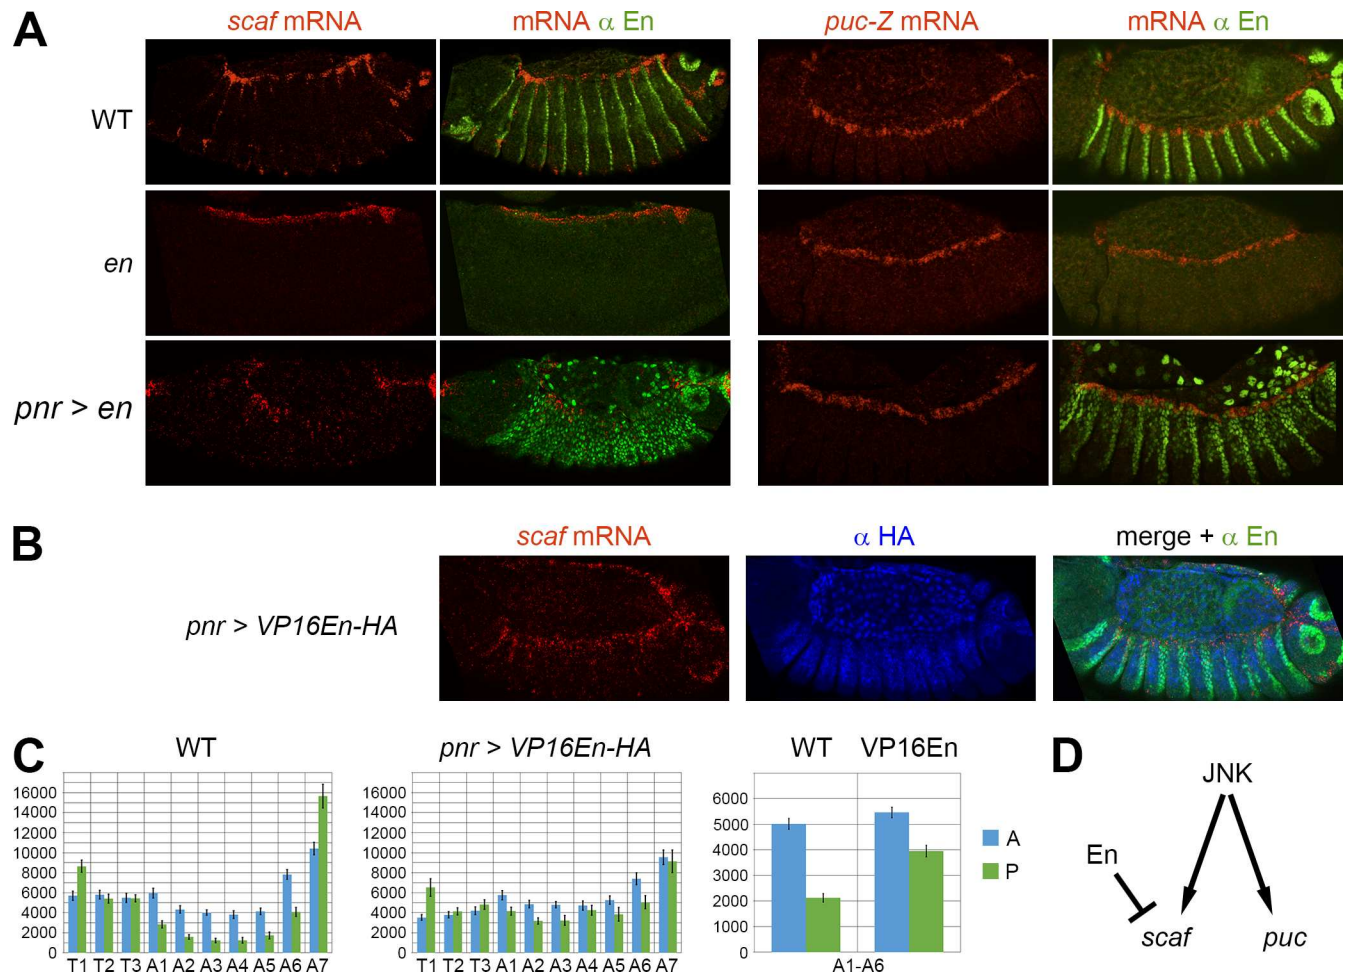 A
scaf mRNA
mRNA α En
puc-Z mRNA
mRNA α En
WT
en
pnr > en
B
scaf mRNA
α HA
merge + α En
pnr > VP16En-HA
C
WT
16000
14000
12000
10000
8000
6000
4000
2000
0
T1 T2 T3 A1 A2 A3 A4 A5 A6 A7
pnr > VP16En-HA
16000
14000
12000
10000
8000
6000
4000
2000
0
T1 T2 T3 A1 A2 A3 A4 A5 A6 A7
WT VP16En
6000
5000
4000
3000
2000
1000
0
A1-A6
A
P
D
JNK
En
scaf
puc